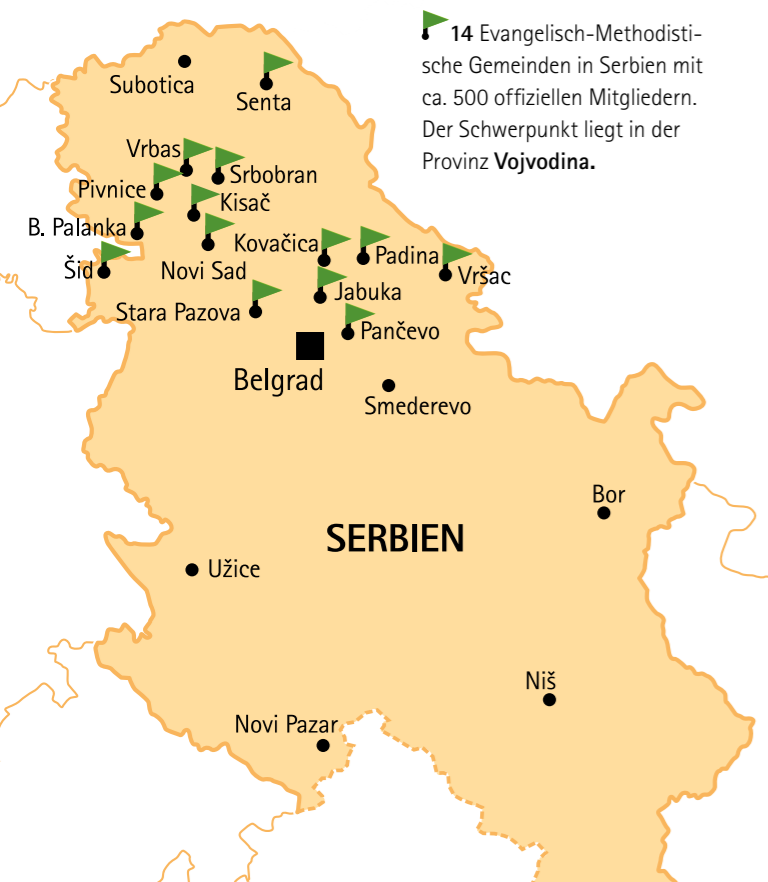 14 Evangelisch-Methodisti-
sche Gemeinden in Serbien mit
ca. 500 offiziellen Mitgliedern.
Der Schwerpunkt liegt in der
Provinz Vojvodina.
Subotica
Senta
Vrbas
Srbobran
Pivnice
Kisač
B. Palanka
Kovačica
Padina
Šid
Novi Sad
Vršac
Jabuka
Stara Pazova
Pančevo
Belgrad
Smederevo
Bor
SERBIEN
Užice
Niš
Novi Pazar